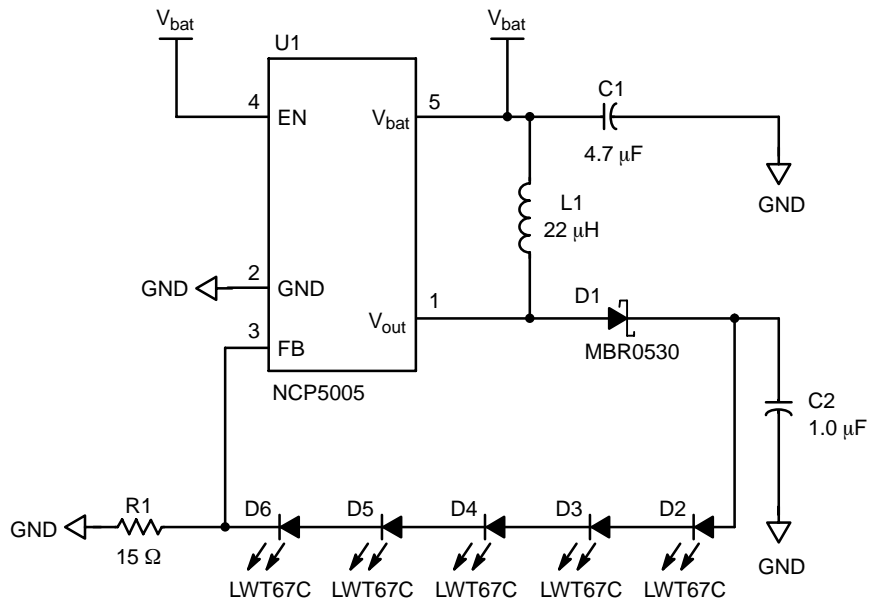 Vbat
Vbat
U1
C1
4
5
EN
Vbat
4.7 μF
L1
22 μH
GND
GND
2
GND
1
D1
3
Vout
FB
MBR0530
NCP5005
C2
1.0 μF
R1
D6
D5
D4
D3
D2
GND
15 Ω
GND
LWT67C
LWT67C
LWT67C
LWT67C
LWT67C